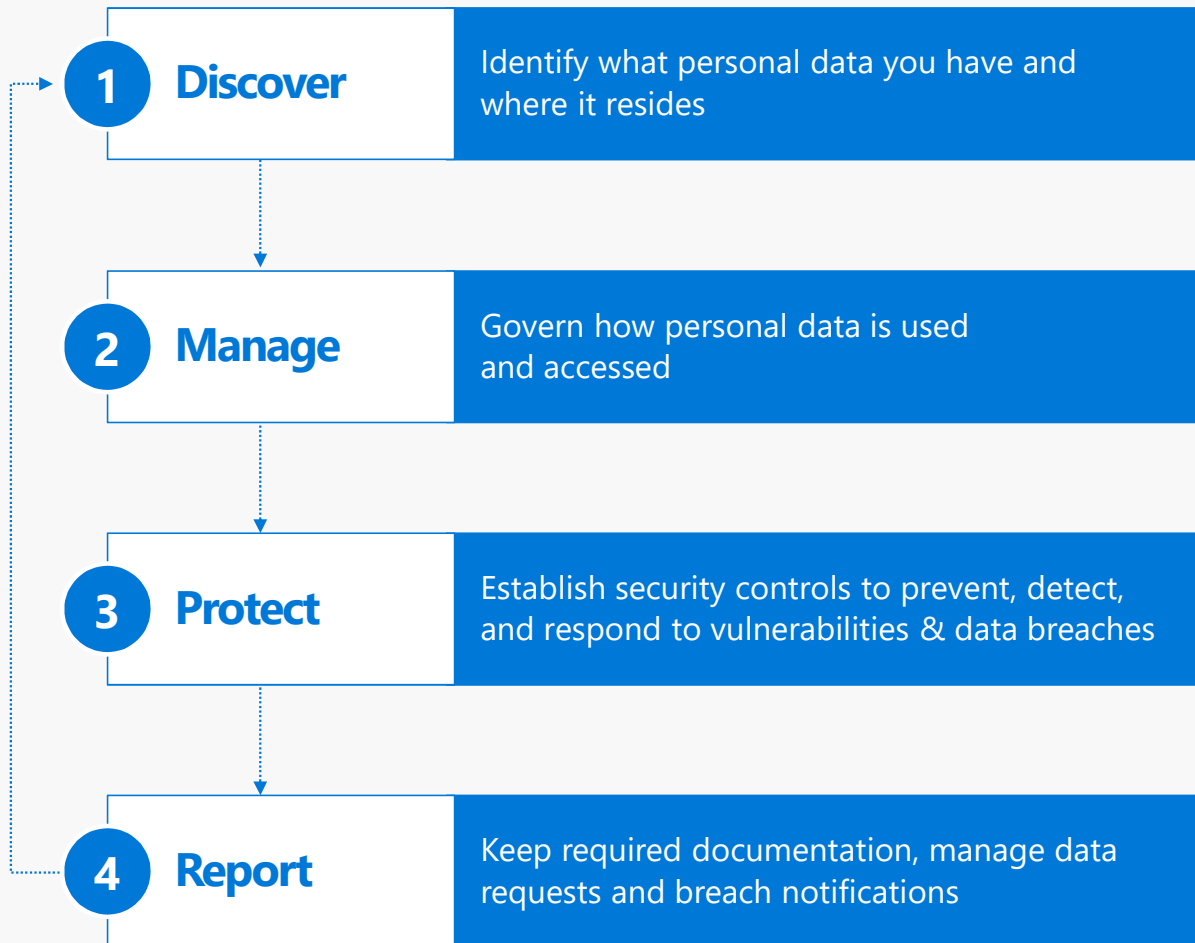 1
Discover
Identify what personal data you have and
where it resides
2
Manage
Govern how personal data is used
and accessed
3
Protect
Establish security controls to prevent, detect,
and respond to vulnerabilities & data breaches
4
Report
Keep required documentation, manage data
requests and breach notifications